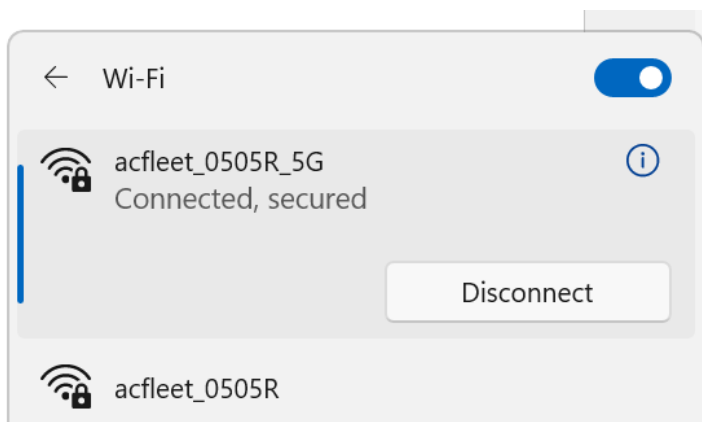 Wi-Fi
acfleet_0505R_5G
Connected, secured
Disconnect
acfleet_0505R